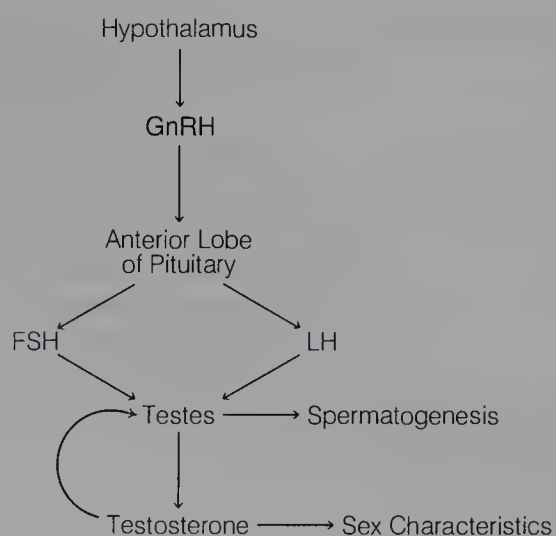 Hypothalamus
GnRH
Anterior Lobe
of Pituitary
FSH
LH
Testes
Spermatogenesis
Testosterone
Sex Characteristics